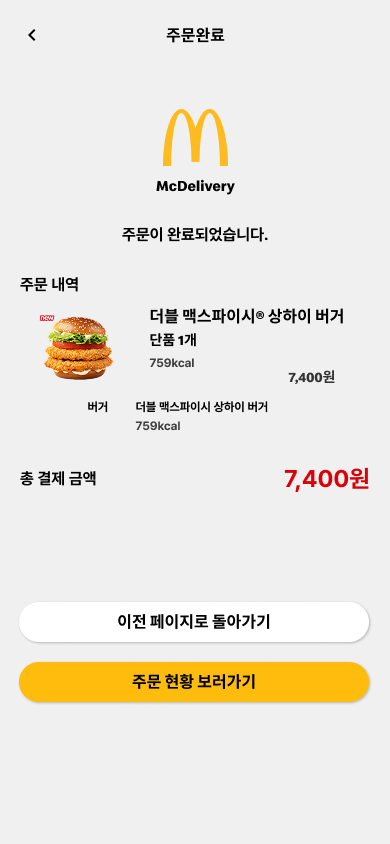 주문완료
McDelivery
주문이 완료되었습니다.
주문 내역
new
더블 맥스파이시® 상하이 버거
단품 1개
759kcal
7,400원
버거 더블 맥스파이시 상하이 버거
759kcal
총 결제 금액 7,400원
이전 페이지로 돌아가기
주문 현황 보러가기